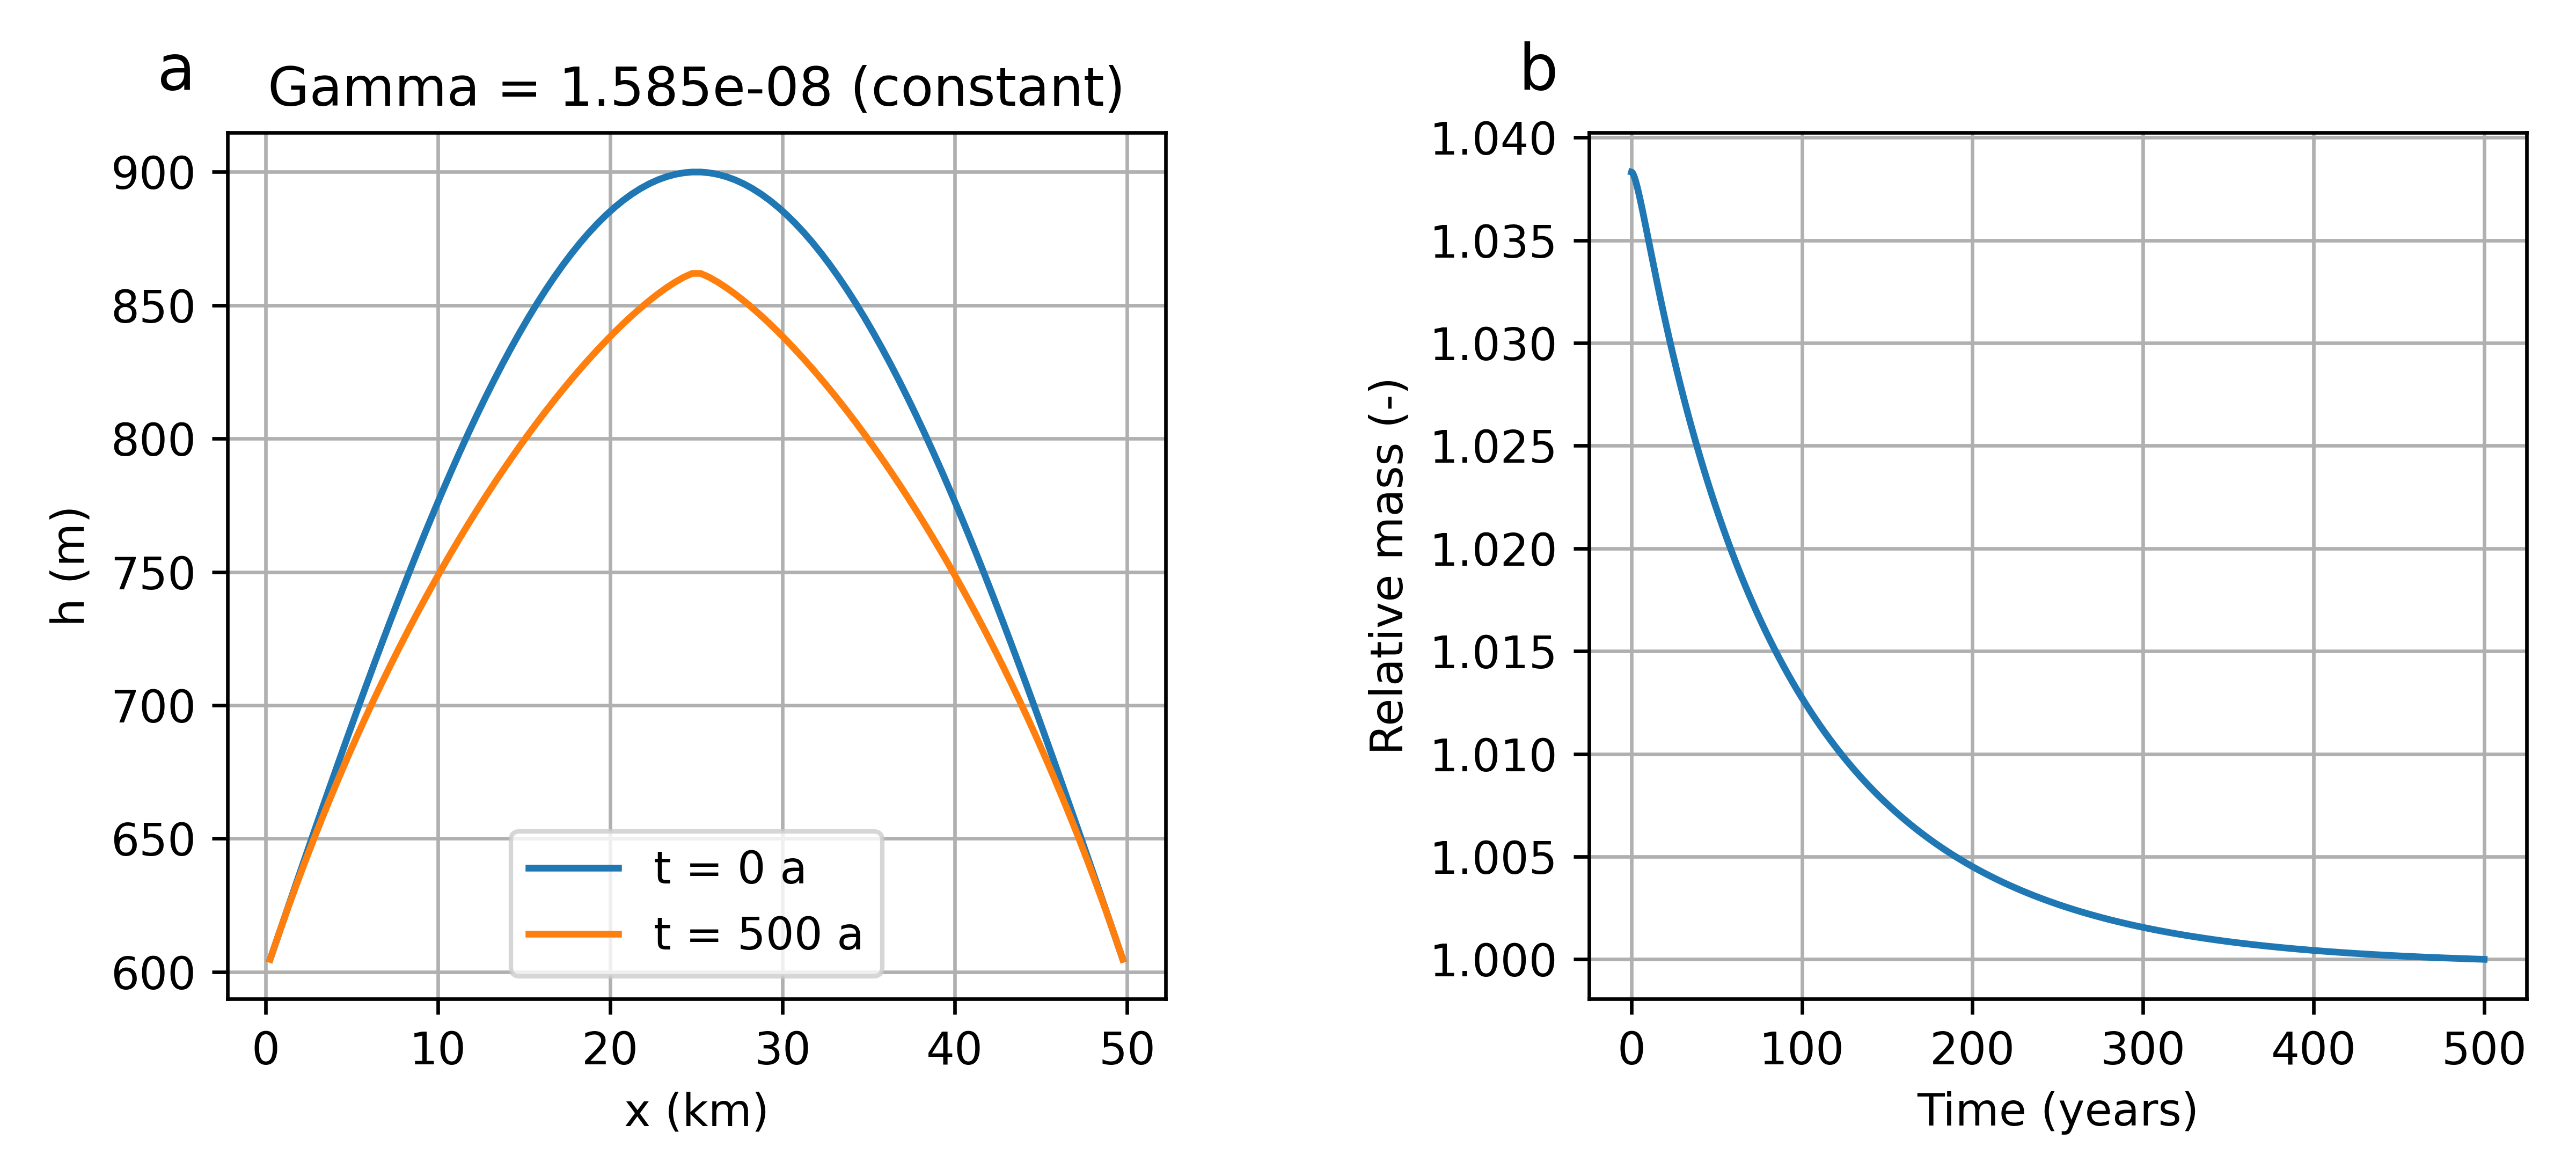 a
Gamma = 1.585e-08 (constant)
900
850
800
750
700
650
600
h (m)
t = 0 a
t = 500 a
0 10 20 30 40 50
x (km)
b
1.040
1.035
1.030
1.025
1.020
1.015
1.010
1.005
1.000
Relative mass (-)
0 100 200 300 400 500
Time (years)